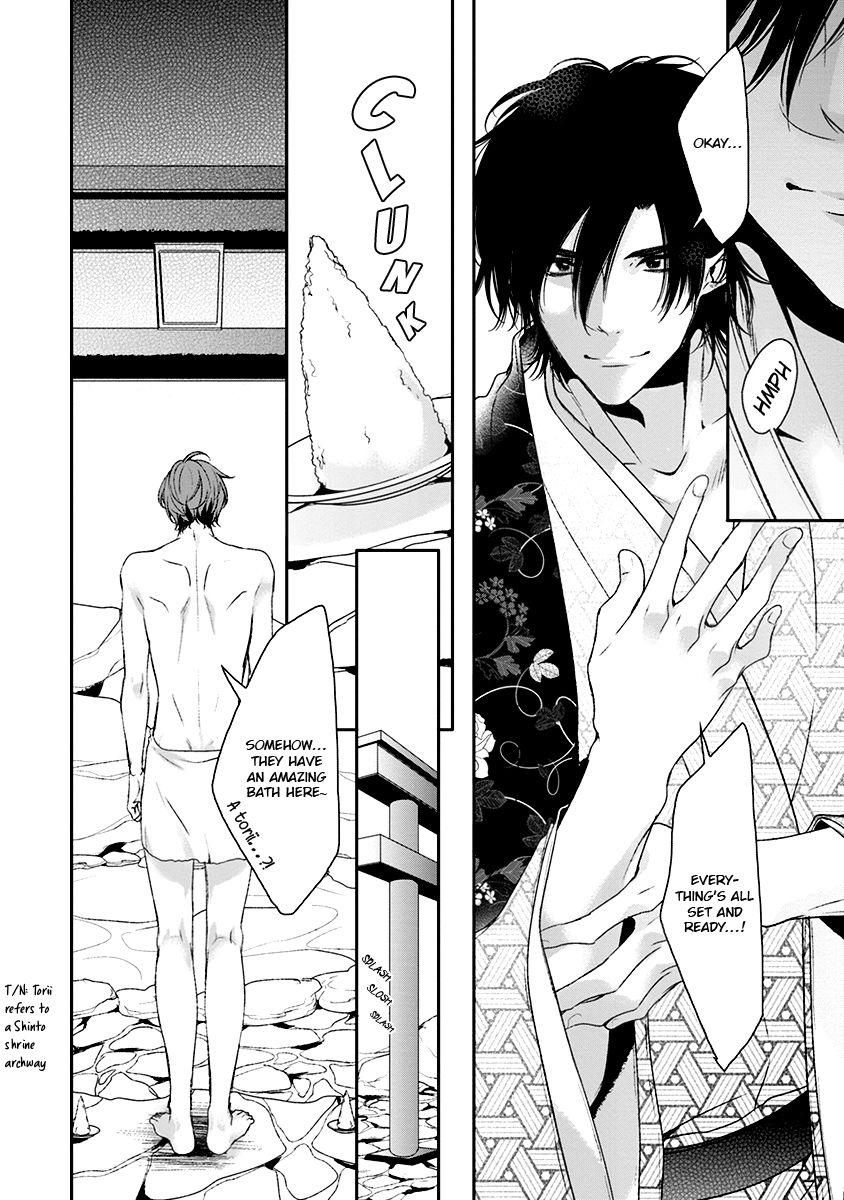 OKAY...
HMPH
EVERY-
THING'S ALL
SET AND
READY...!
CLUNK
SOMEHOW...
THEY HAVE
AN AMAZING
BATH HERE~
A torii...?!
SPLASH
SLOSH
SPLASH
T/N: Torii
refers to
a Shinto
shrine
archway